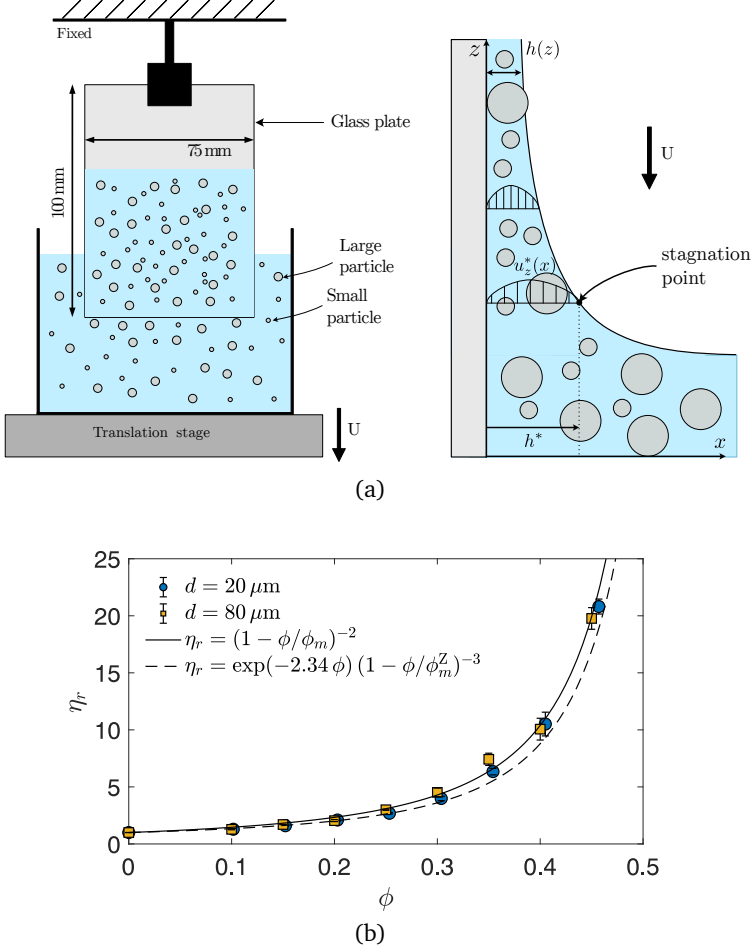 Fixed
Glass plate
75 mm
100 mm
Large
particle
Small
particle
Translation stage
U
z
h(z)
U
u_z^*(x)
stagnation
point
h^*
x
(a)
25
20
15
10
5
0
η_r
d = 20 μm
d = 80 μm
η_r = (1 − ϕ/ϕ_m)^{−2}
η_r = exp(−2.34 ϕ) (1 − ϕ/ϕ_m^Z)^{−3}
0 0.1 0.2 0.3 0.4 0.5
ϕ
(b)